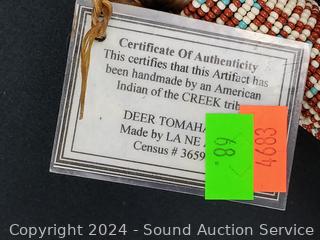 Certificate Of Authenticity
This certifies that this Artifact has
been handmade by an American
Indian of the CREEK trib
DEER TOMAHA
Made by LA NE
Census # 3659
89
4683
Copyright 2024 - Sound Auction Service